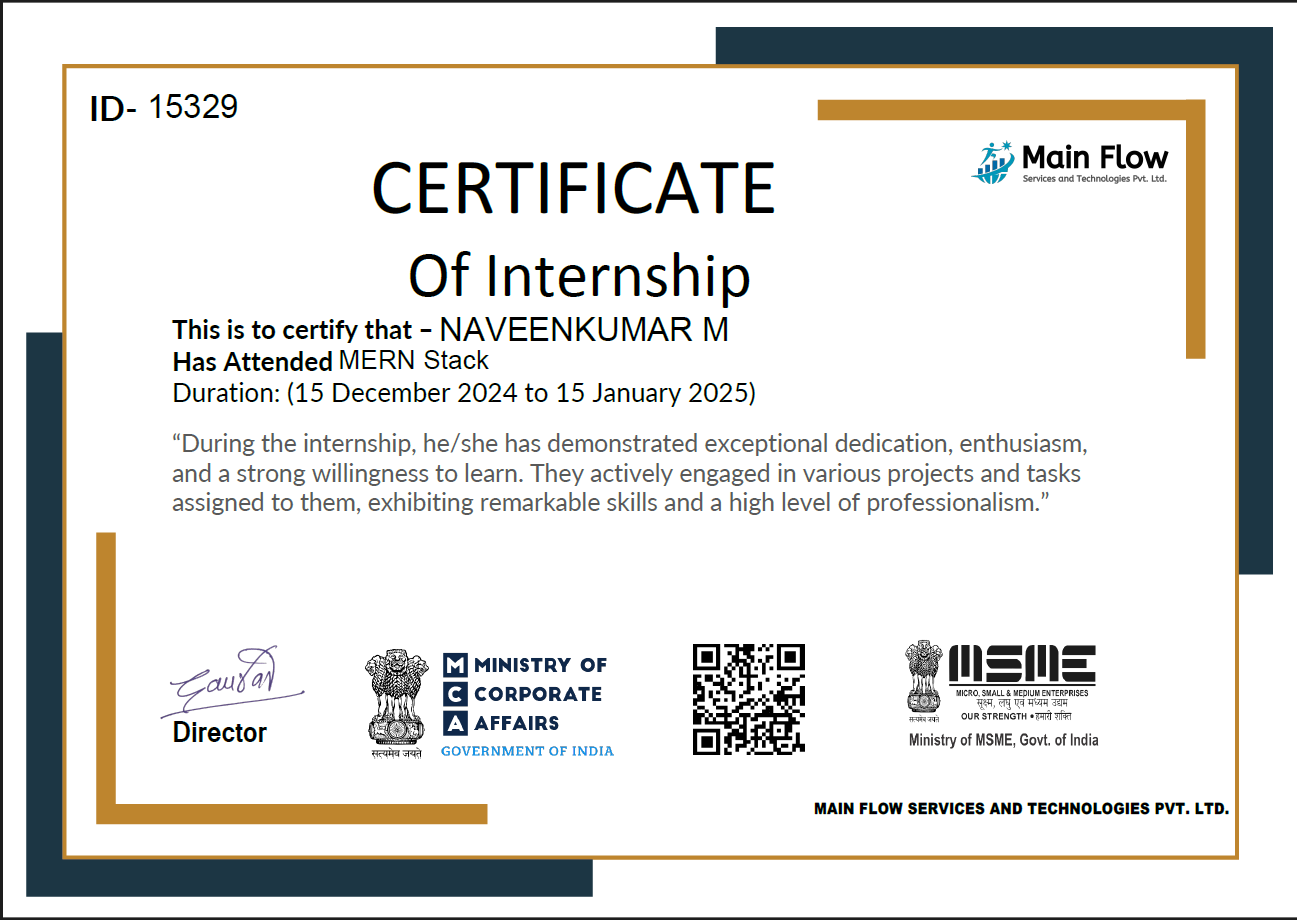 ID- 15329
Main Flow
Services and Technologies Pvt. Ltd.
CERTIFICATE
Of Internship
This is to certify that – NAVEENKUMAR M
Has Attended MERN Stack
Duration: (15 December 2024 to 15 January 2025)
“During the internship, he/she has demonstrated exceptional dedication, enthusiasm,
and a strong willingness to learn. They actively engaged in various projects and tasks
assigned to them, exhibiting remarkable skills and a high level of professionalism.”
Director
सत्यमेव जयते
M MINISTRY OF
C CORPORATE
A AFFAIRS
GOVERNMENT OF INDIA
सत्यमेव जयते
MSME
MICRO, SMALL & MEDIUM ENTERPRISES
सूक्ष्म, लघु एवं मध्यम उद्यम
OUR STRENGTH • हमारी शक्ति
Ministry of MSME, Govt. of India
MAIN FLOW SERVICES AND TECHNOLOGIES PVT. LTD.